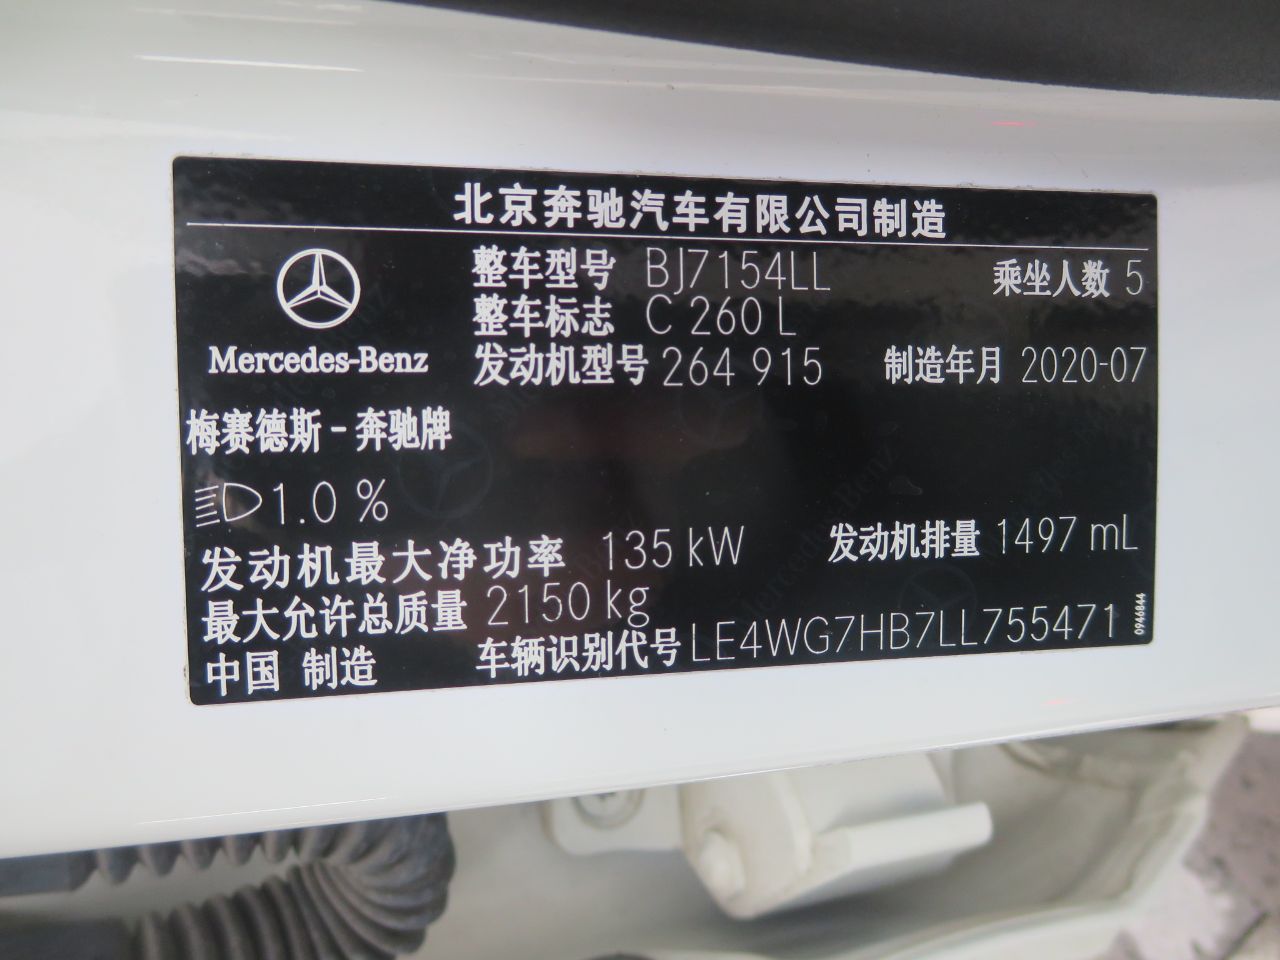 北京奔驰汽车有限公司制造
整车型号 BJ7154LL 乘坐人数 5
整车标志 C 260 L
Mercedes-Benz
发动机型号 264 915 制造年月 2020-07
梅赛德斯-奔驰牌
1.0 %
发动机最大净功率 135 kW 发动机排量 1497 mL
最大允许总质量 2150 kg
中国 制造 车辆识别代号 LE4WG7HB7LL755471
0946844